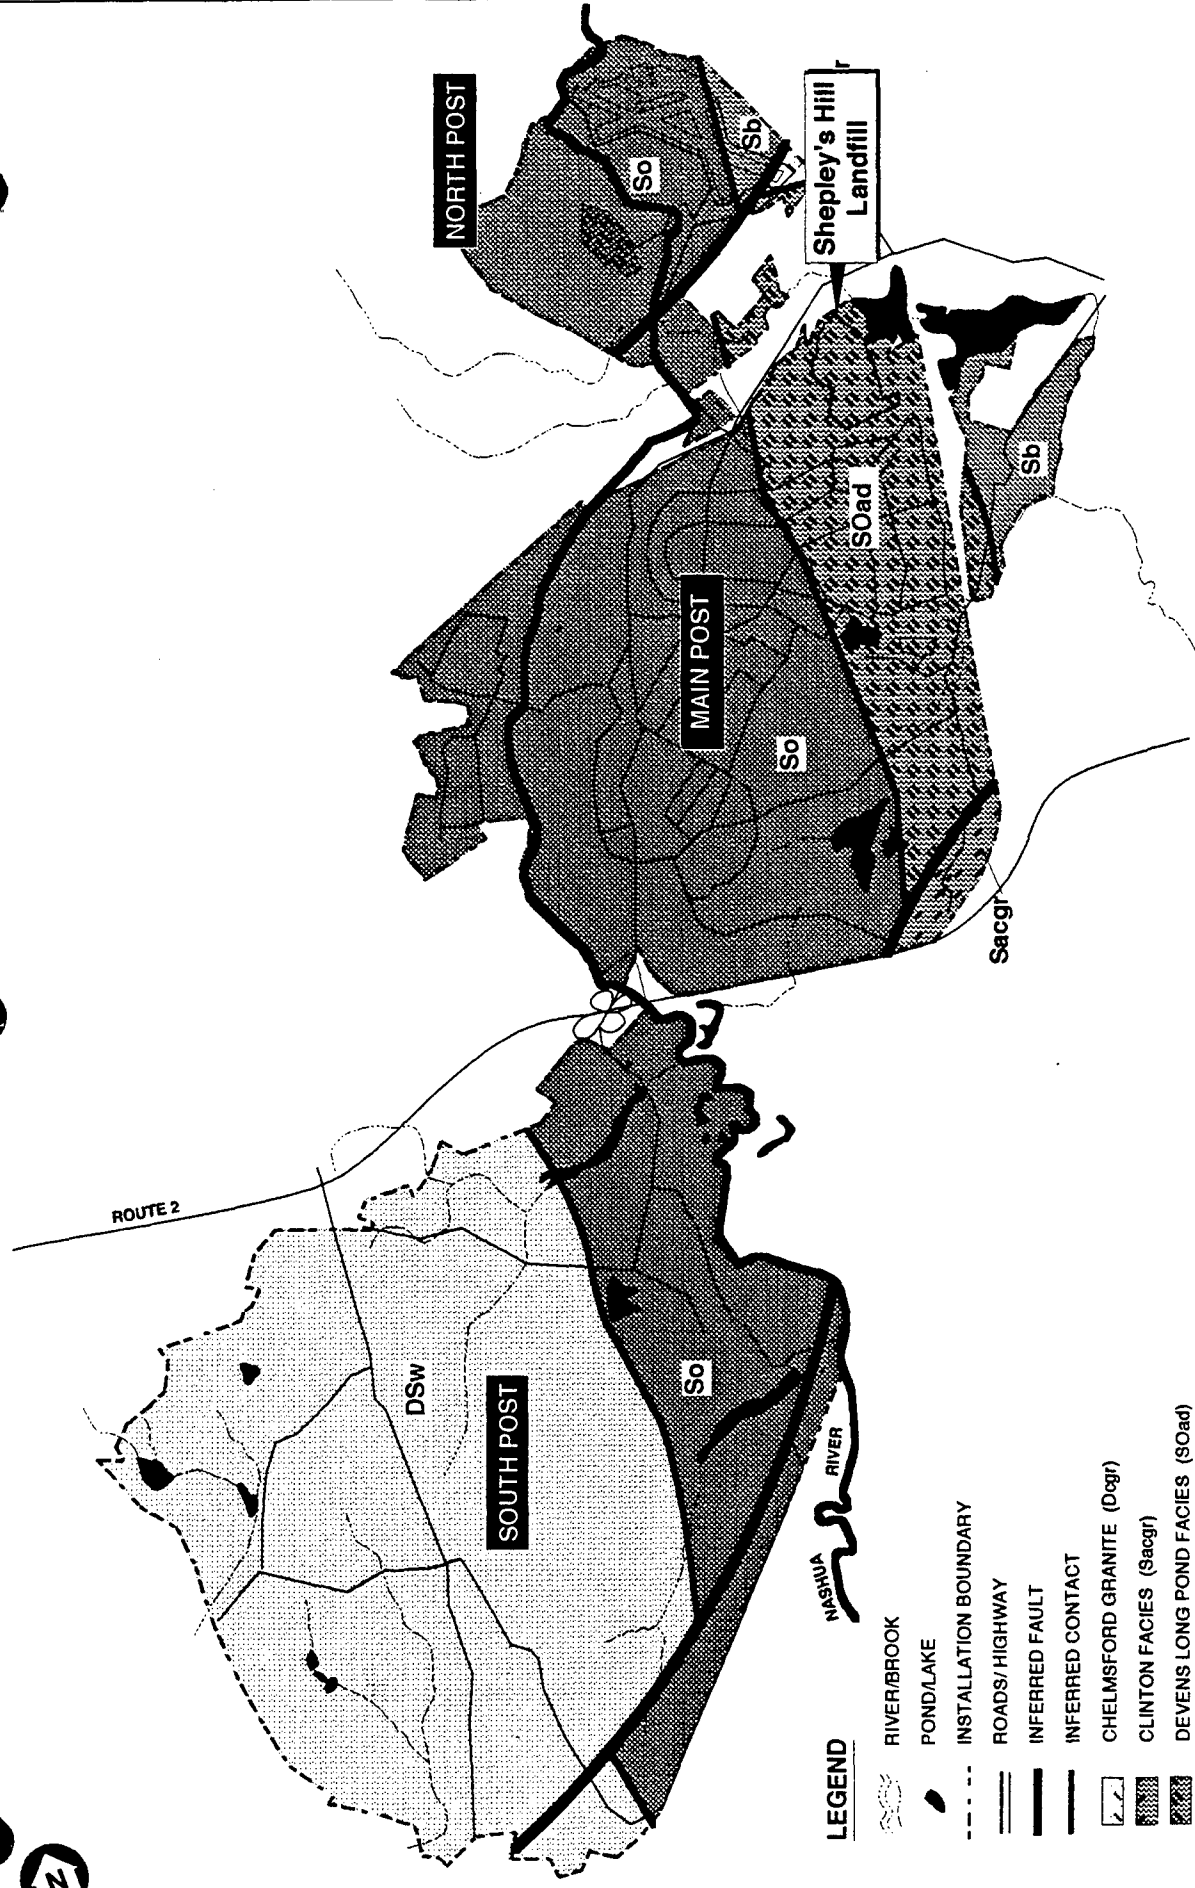 NORTH POST
So
Sb
Shepley's Hill
Landfill
r
SOad
Sb
MAIN POST
So
Sacgr
ROUTE 2
DSw
SOUTH POST
So
NASHUA
RIVER
N
LEGEND
RIVER/BROOK
POND/LAKE
INSTALLATION BOUNDARY
ROADS/ HIGHWAY
INFERRED FAULT
INFERRED CONTACT
CHELMSFORD GRANITE (Dcgr)
CLINTON FACIES (Sacgr)
DEVENS LONG POND FACIES (SOad)